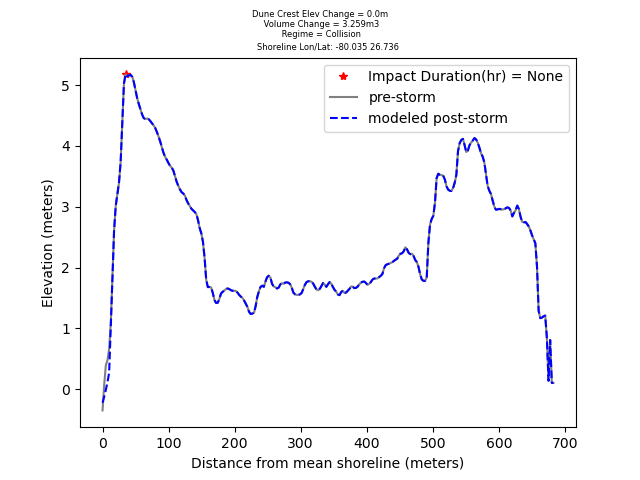 Dune Crest Elev Change = 0.0m
Volume Change = 3.259m3
Regime = Collision
Shoreline Lon/Lat: -80.035 26.736
Impact Duration(hr) = None
pre-storm
modeled post-storm
Elevation (meters)
5
4
3
2
1
0
0 100 200 300 400 500 600 700
Distance from mean shoreline (meters)